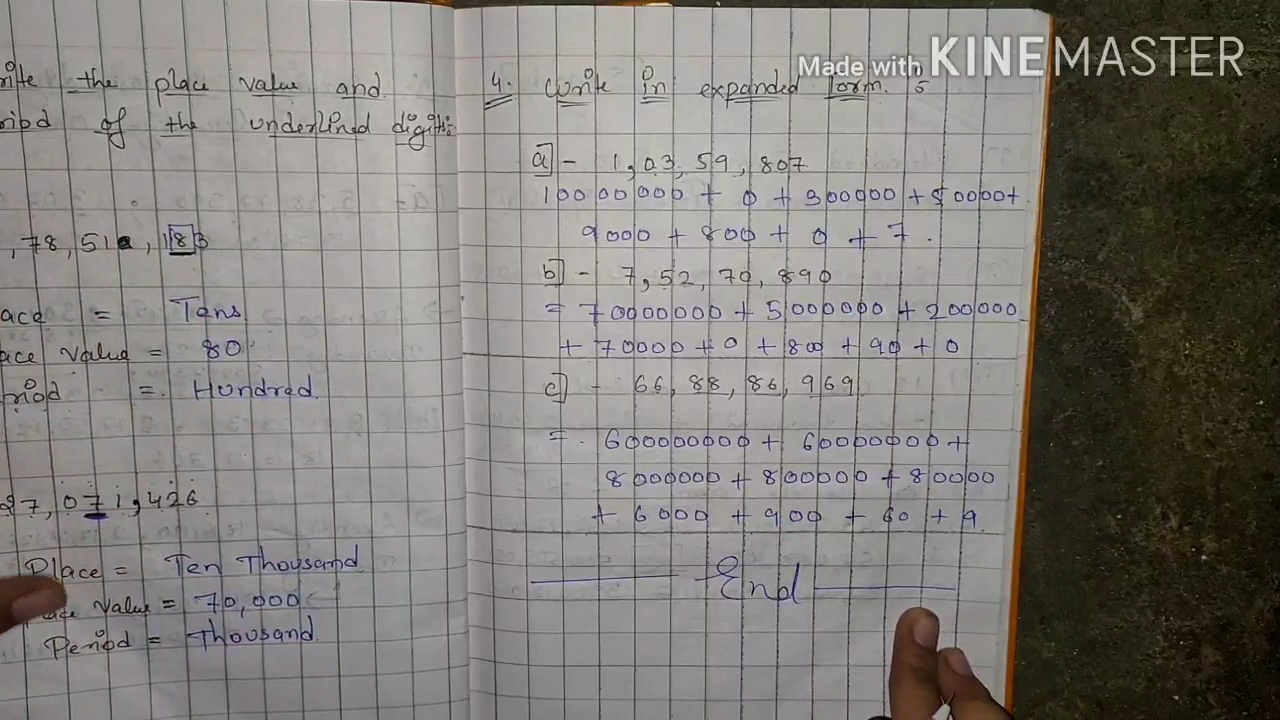 Made with KINEMASTER
rite the place value and
riod of the underlined digits:
, 78, 51, 183
ace = Tens
ace value = 80
riod = Hundred
27, 071, 426
Place = Ten Thousand
ace value = 70,000
Period = Thousand
4. write in expanded form.
a] - 1, 03, 59, 807
10000000 + 0 + 300000 + 50000+
9000 + 800 + 0 + 7.
b] - 7, 52, 70, 890
= 70000000 + 5000000 + 200000
+ 70000 + 0 + 800 + 90 + 0
c] - 66, 88, 86, 969
= 600000000 + 60000000 +
8000000 + 800000 + 80000
+ 6000 + 900 + 60 + 9
End